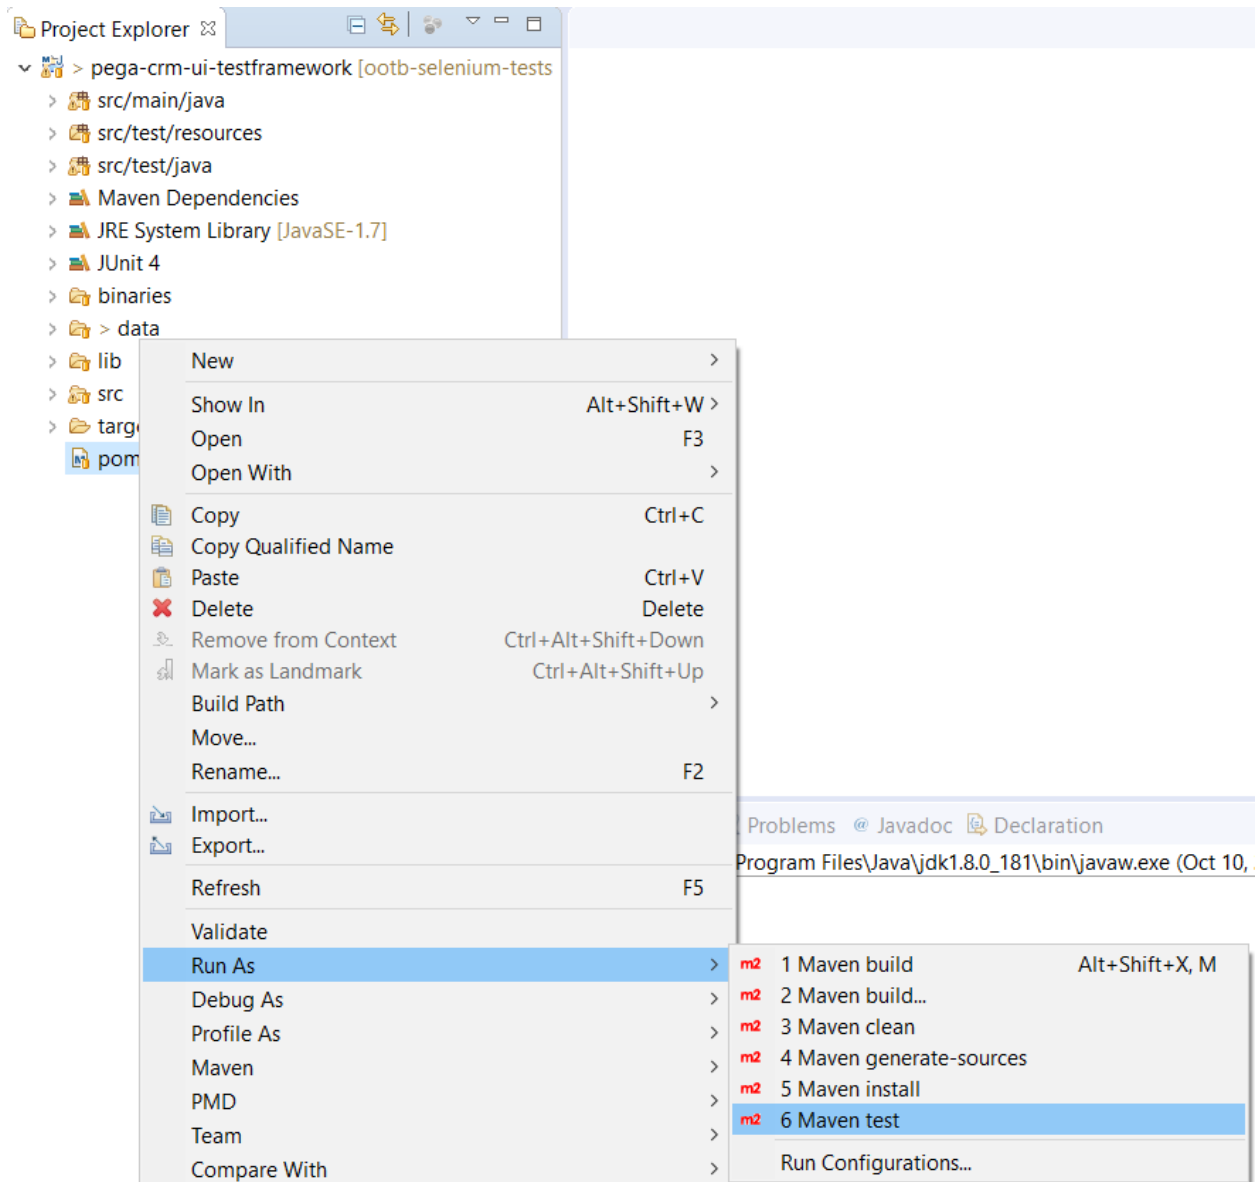 Project Explorer
> pega-crm-ui-testframework [ootb-selenium-tests
src/main/java
src/test/resources
src/test/java
Maven Dependencies
JRE System Library [JavaSE-1.7]
JUnit 4
binaries
> data
lib
src
targ
pom
New
Show In Alt+Shift+W
Open F3
Open With
Copy Ctrl+C
Copy Qualified Name
Paste Ctrl+V
Delete Delete
Remove from Context Ctrl+Alt+Shift+Down
Mark as Landmark Ctrl+Alt+Shift+Up
Build Path
Move...
Rename... F2
Import...
Export...
Refresh F5
Validate
Run As
Debug As
Profile As
Maven
PMD
Team
Compare With
Problems @ Javadoc Declaration
Program Files\Java\jdk1.8.0_181\bin\javaw.exe (Oct 10,
m2 1 Maven build Alt+Shift+X, M
m2 2 Maven build...
m2 3 Maven clean
m2 4 Maven generate-sources
m2 5 Maven install
m2 6 Maven test
Run Configurations...